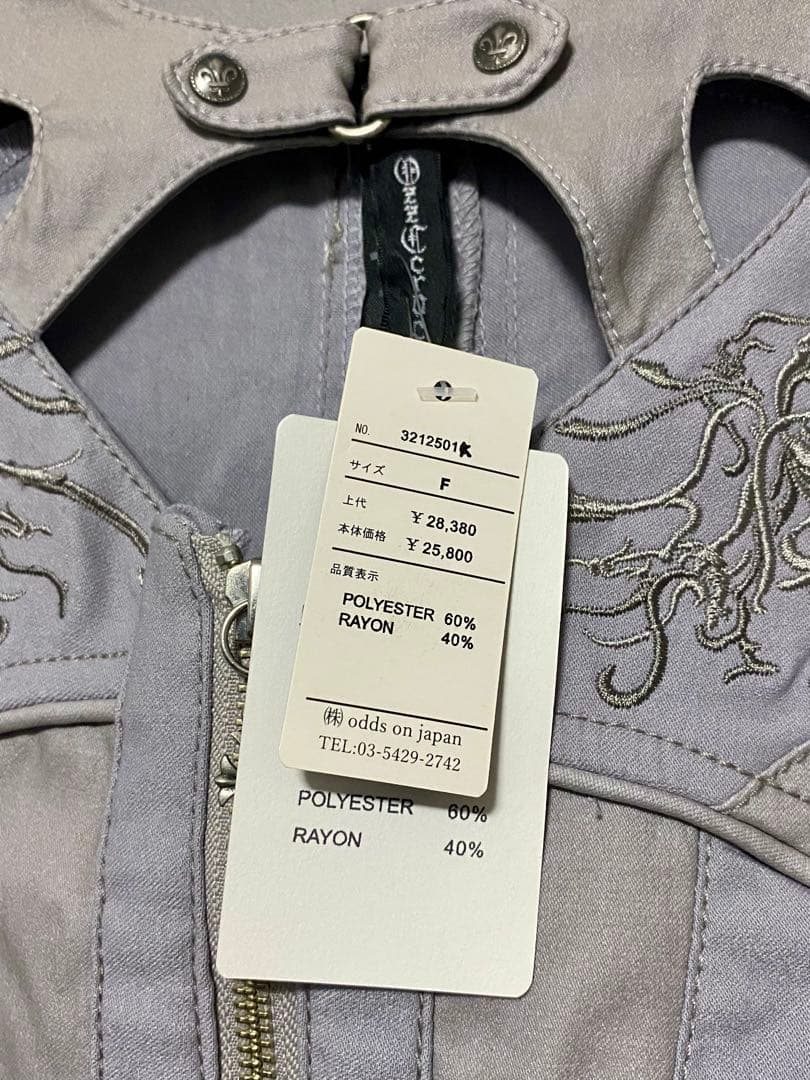 NO. 3212501K
サイズ F
上代 ¥28,380
本体価格 ¥25,800
品質表示
POLYESTER 60%
RAYON 40%
㈱ odds on japan
TEL:03-5429-2742
POLYESTER 60%
RAYON 40%